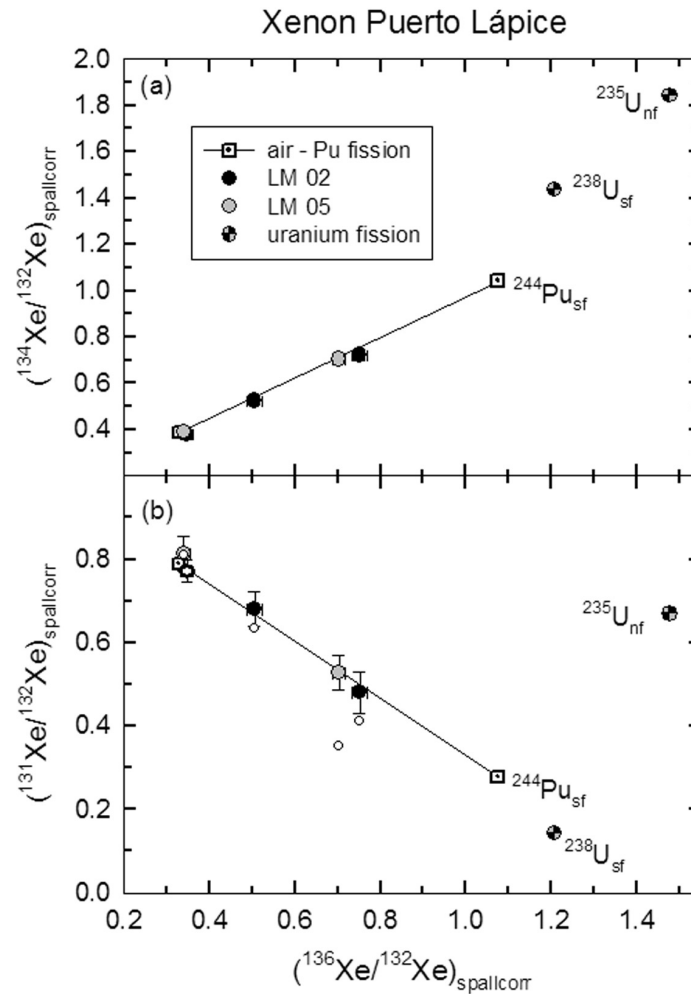 Xenon Puerto Lápice
2.0
(a)
²³⁵U_nf
1.8
air - Pu fission
1.6
LM 02
²³⁸U_sf
LM 05
1.4
uranium fission
1.2
1.0
²⁴⁴Pu_sf
0.8
0.6
0.4
(¹³⁴Xe/¹³²Xe)_spallcorr
(b)
0.8
²³⁵U_nf
0.6
0.4
²⁴⁴Pu_sf
0.2
²³⁸U_sf
0.0
(¹³¹Xe/¹³²Xe)_spallcorr
0.2 0.4 0.6 0.8 1.0 1.2 1.4
(¹³⁶Xe/¹³²Xe)_spallcorr